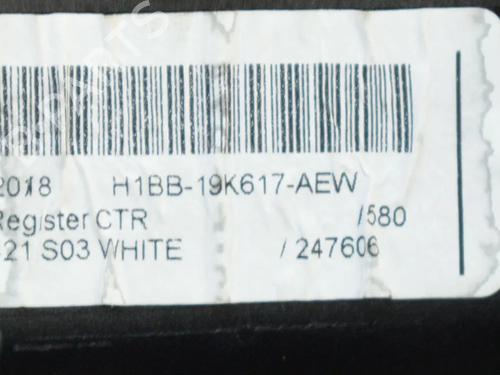 2018 H1BB-19K617-AEW
Register CTR /580
-21 S03 WHITE / 247606